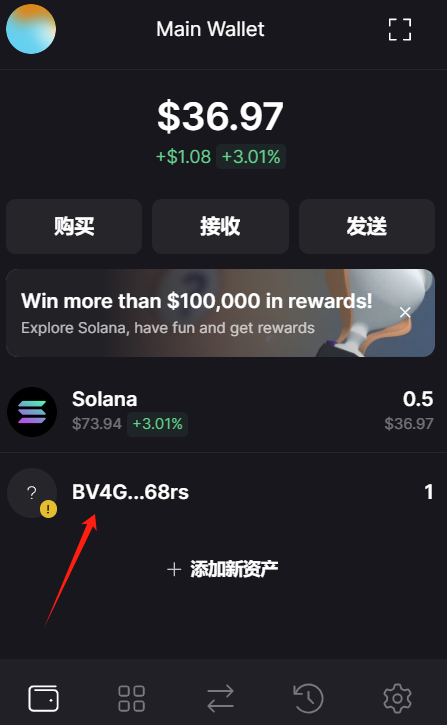 Main Wallet
$36.97
+$1.08 +3.01%
购买 接收 发送
Win more than $100,000 in rewards!
Explore Solana, have fun and get rewards
Solana 0.5
$73.94 +3.01% $36.97
?
!
BV4G...68rs 1
+ 添加新资产